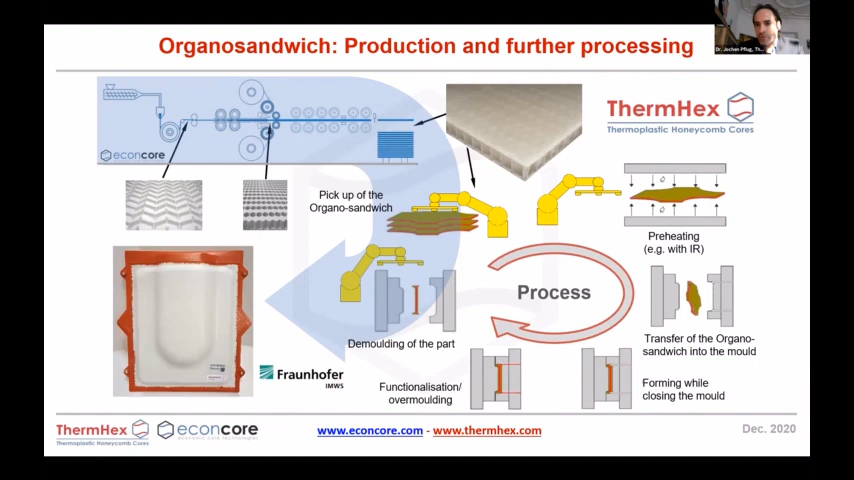 Organosandwich: Production and further processing
Dr. Jochen Pflug, Th...
ThermHex
Thermoplastic Honeycomb Cores
econcore
Pick up of the
Organo-sandwich
Preheating
(e.g. with IR)
Process
Transfer of the Organo-
sandwich into the mould
Demoulding of the part
Forming while
closing the mould
Functionalisation/
overmoulding
Fraunhofer
IMWS
ThermHex
Thermoplastic Honeycomb Cores
econcore
economic core technologies
www.econcore.com - www.thermhex.com
Dec. 2020